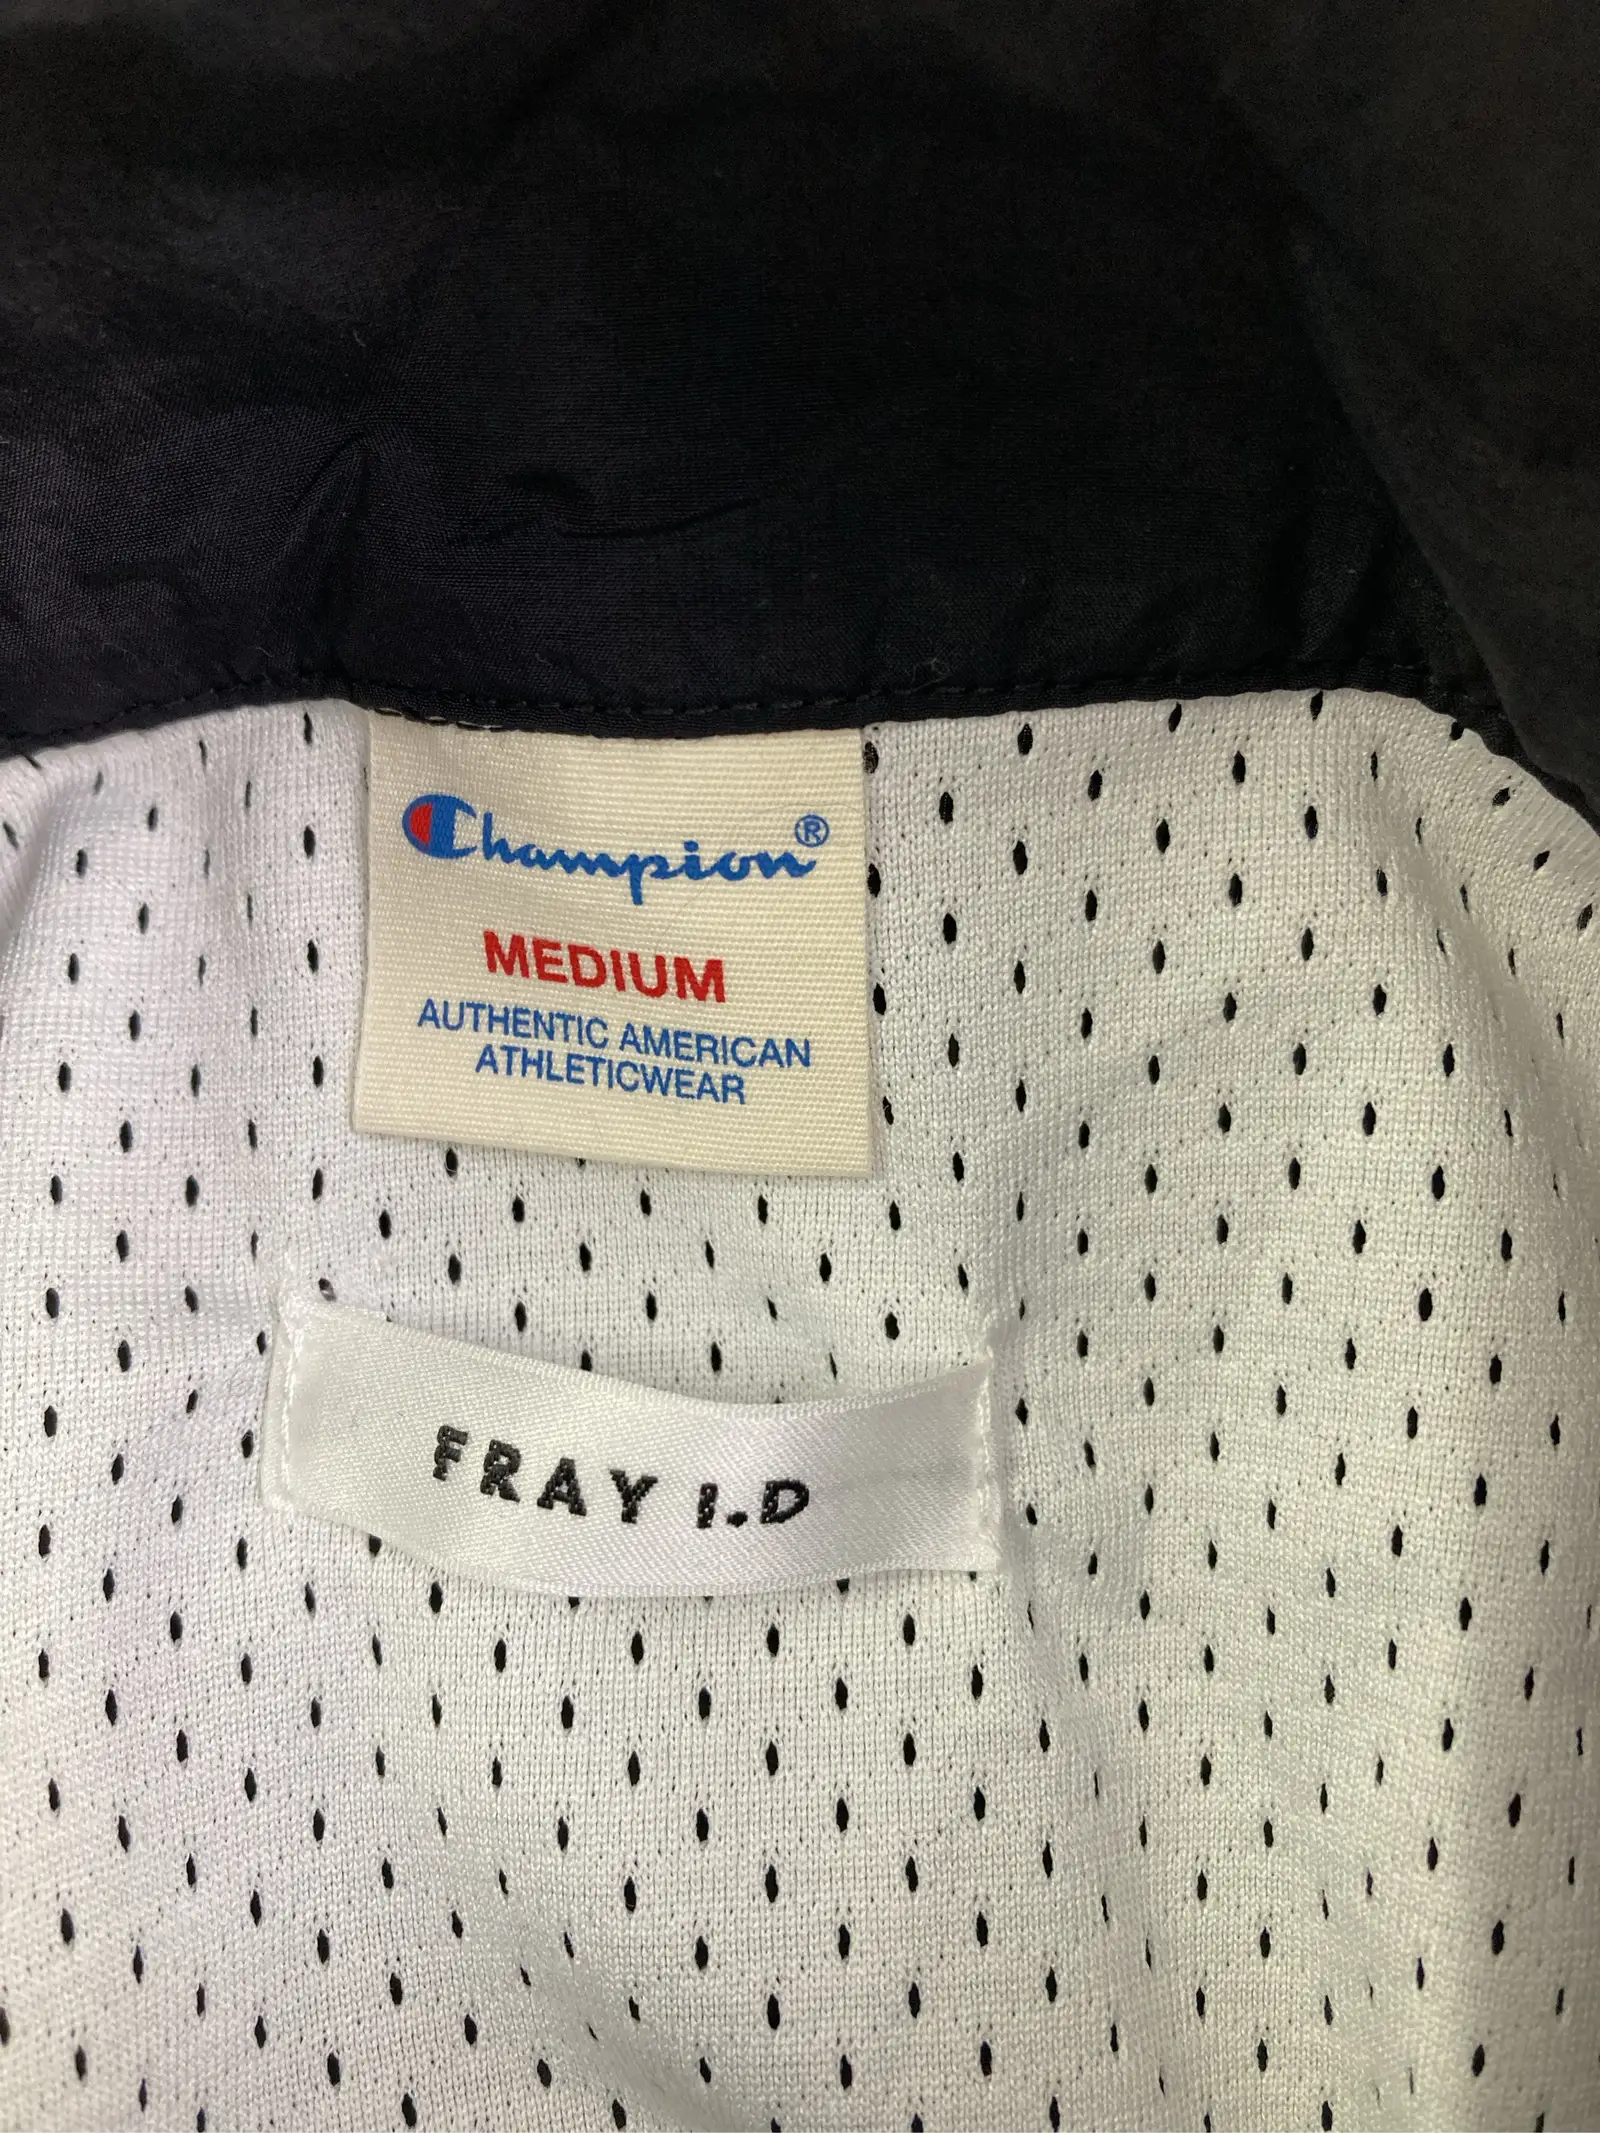 Champion®
MEDIUM
AUTHENTIC AMERICAN
ATHLETICWEAR
FRAY I.D